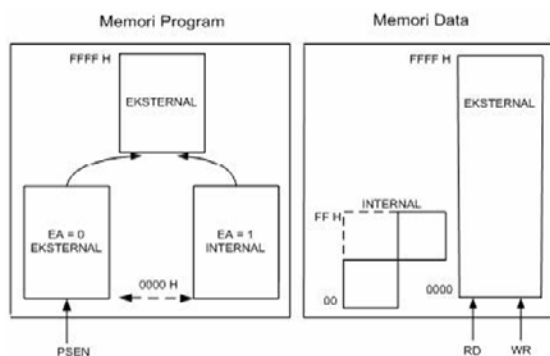 Memori Program
FFFF H
EKSTERNAL
EA = 0
EKSTERNAL
EA = 1
INTERNAL
0000 H
PSEN
Memori Data
FFFF H
EKSTERNAL
INTERNAL
FF H
00
0000
RD
WR